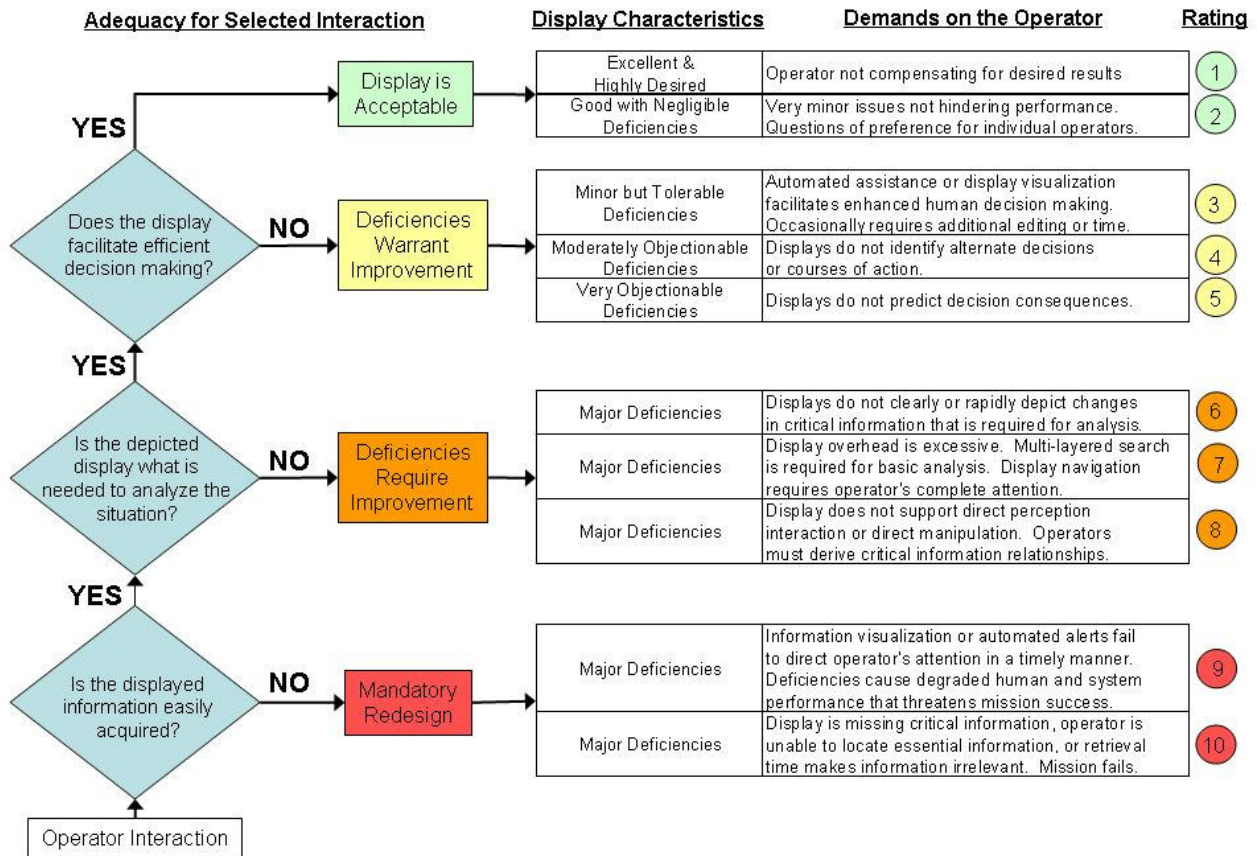 Adequacy for Selected Interaction
Display Characteristics
Demands on the Operator
Rating
YES
Display is
Acceptable
Excellent &
Highly Desired
Operator not compensating for desired results
1
Good with Negligible
Deficiencies
Very minor issues not hindering performance.
Questions of preference for individual operators.
2
Does the display
facilitate efficient
decision making?
NO
Deficiencies
Warrant
Improvement
Minor but Tolerable
Deficiencies
Automated assistance or display visualization
facilitates enhanced human decision making.
Occasionally requires additional editing or time.
3
Moderately Objectionable
Deficiencies
Displays do not identify alternate decisions
or courses of action.
4
Very Objectionable
Deficiencies
Displays do not predict decision consequences.
5
YES
Is the depicted
display what is
needed to analyze the
situation?
NO
Deficiencies
Require
Improvement
Major Deficiencies
Displays do not clearly or rapidly depict changes
in critical information that is required for analysis.
6
Major Deficiencies
Display overhead is excessive. Multi-layered search
is required for basic analysis. Display navigation
requires operator's complete attention.
7
Major Deficiencies
Display does not support direct perception
interaction or direct manipulation. Operators
must derive critical information relationships.
8
YES
Is the displayed
information easily
acquired?
NO
Mandatory
Redesign
Major Deficiencies
Information visualization or automated alerts fail
to direct operator's attention in a timely manner.
Deficiencies cause degraded human and system
performance that threatens mission success.
9
Major Deficiencies
Display is missing critical information, operator is
unable to locate essential information, or retrieval
time makes information irrelevant. Mission fails.
10
Operator Interaction